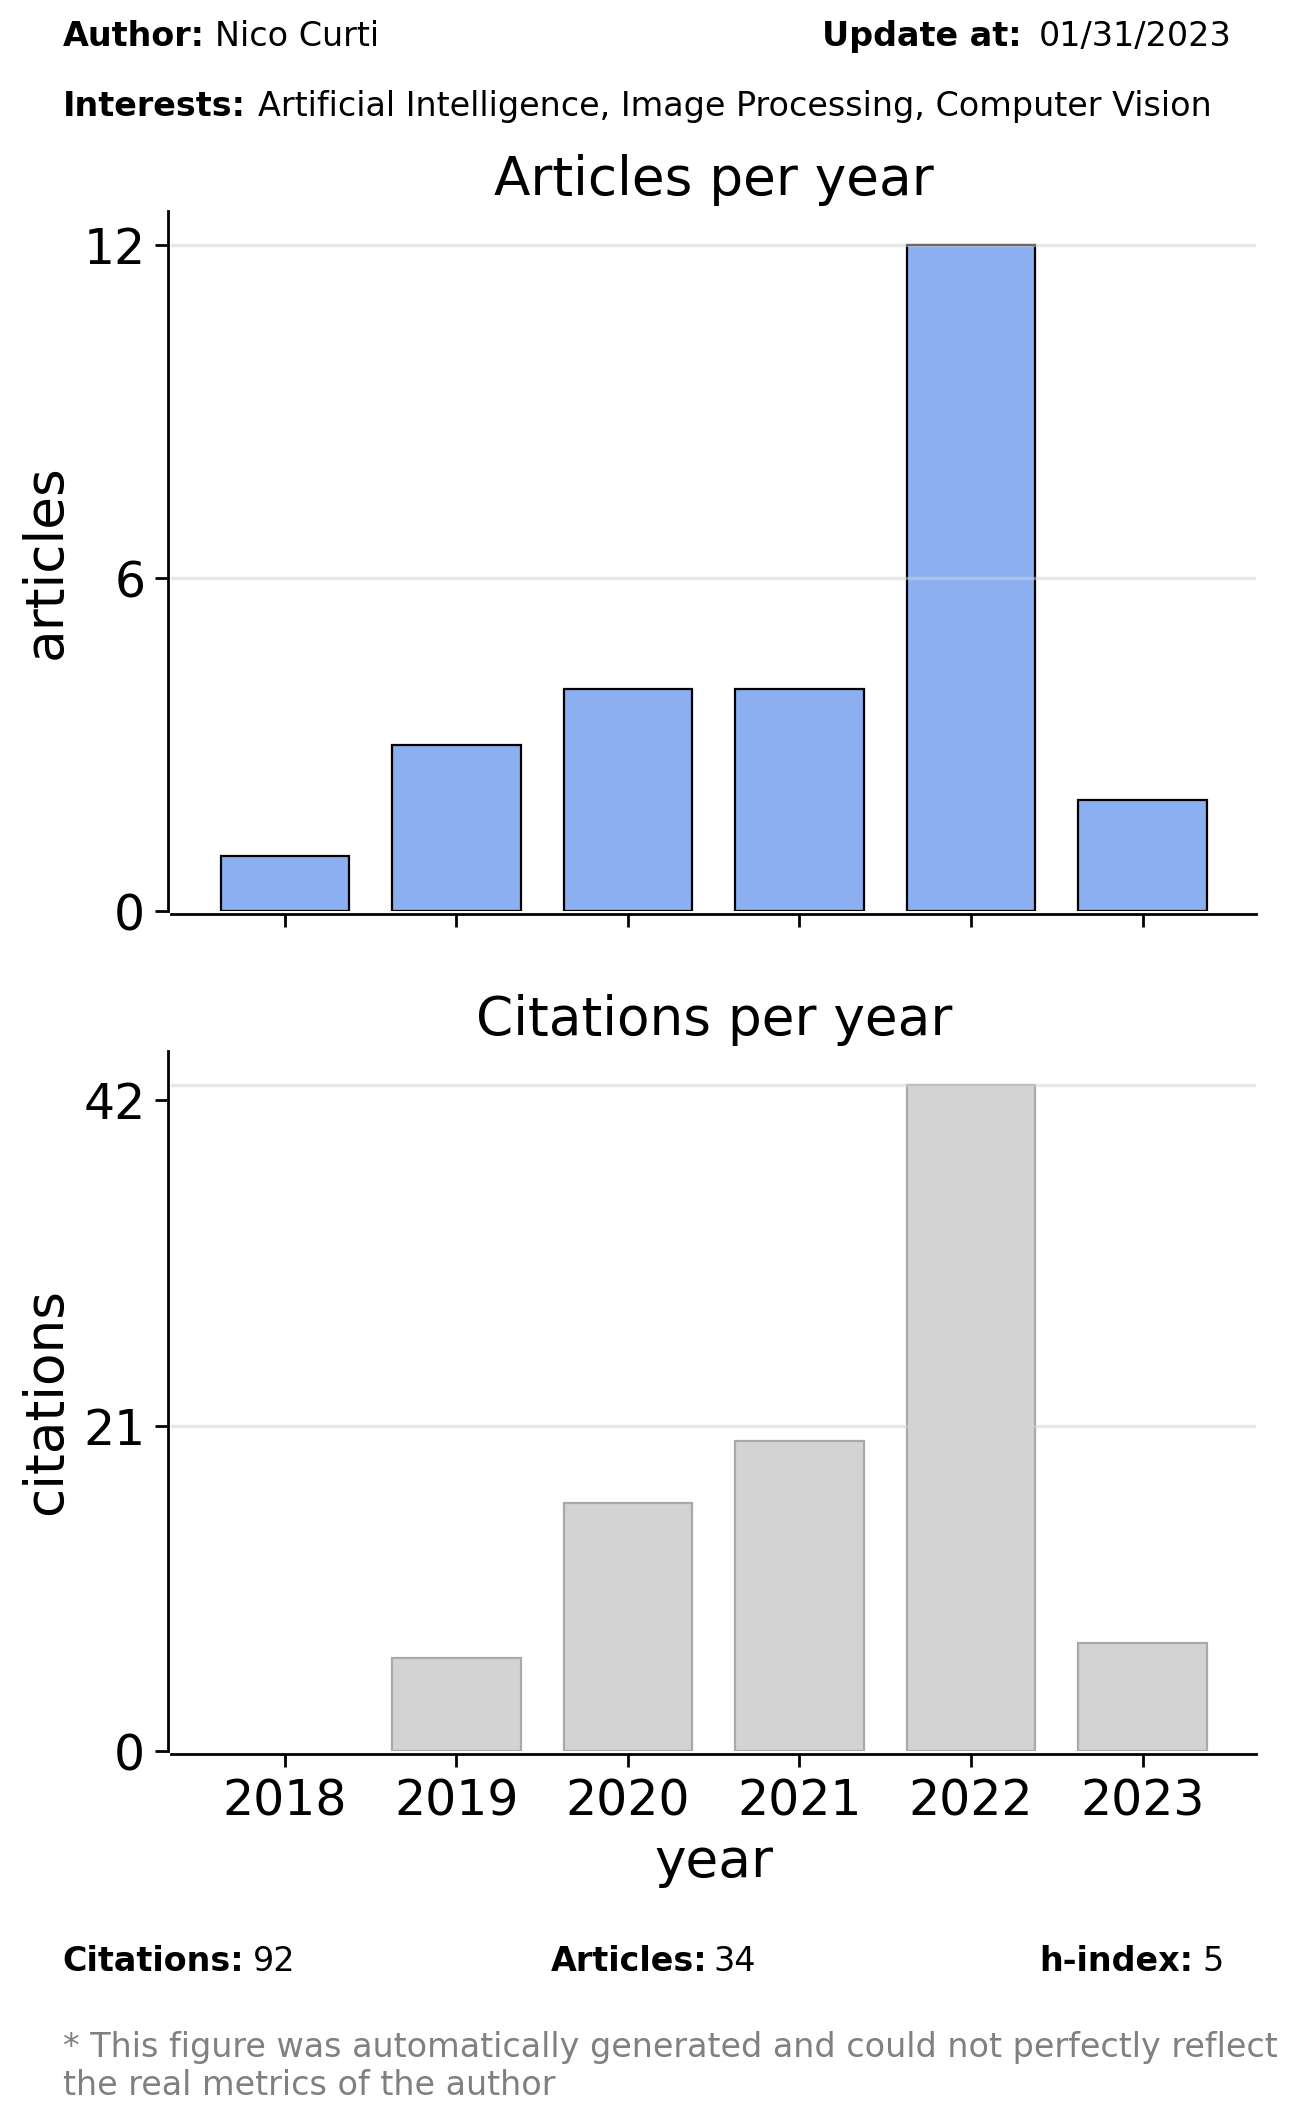 Author: Nico Curti
Update at: 01/31/2023
Interests: Artificial Intelligence, Image Processing, Computer Vision
Articles per year
12
6
0
articles
Citations per year
42
21
0
citations
2018 2019 2020 2021 2022 2023
year
Citations: 92
Articles: 34
h-index: 5
* This figure was automatically generated and could not perfectly reflect
the real metrics of the author